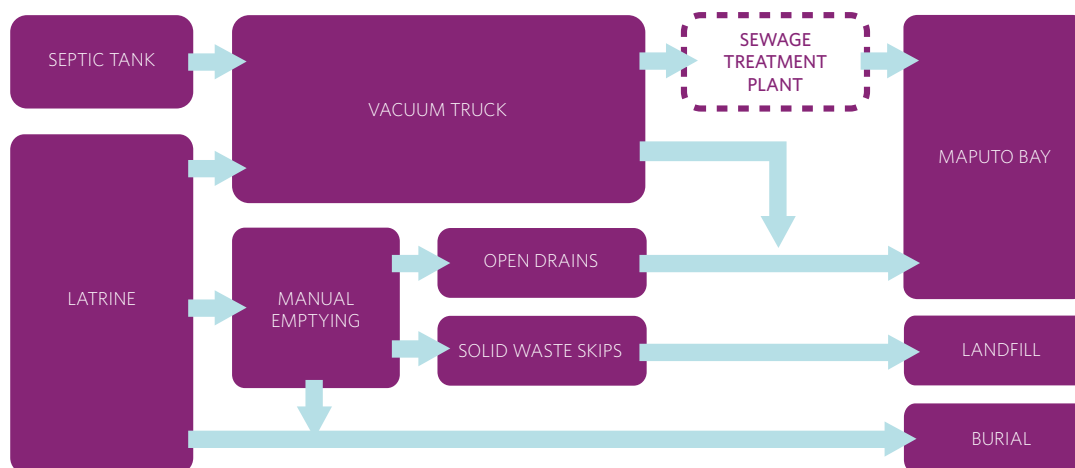 SEPTIC TANK
VACUUM TRUCK
SEWAGE
TREATMENT
PLANT
MAPUTO BAY
LATRINE
MANUAL
EMPTYING
OPEN DRAINS
SOLID WASTE SKIPS
LANDFILL
BURIAL